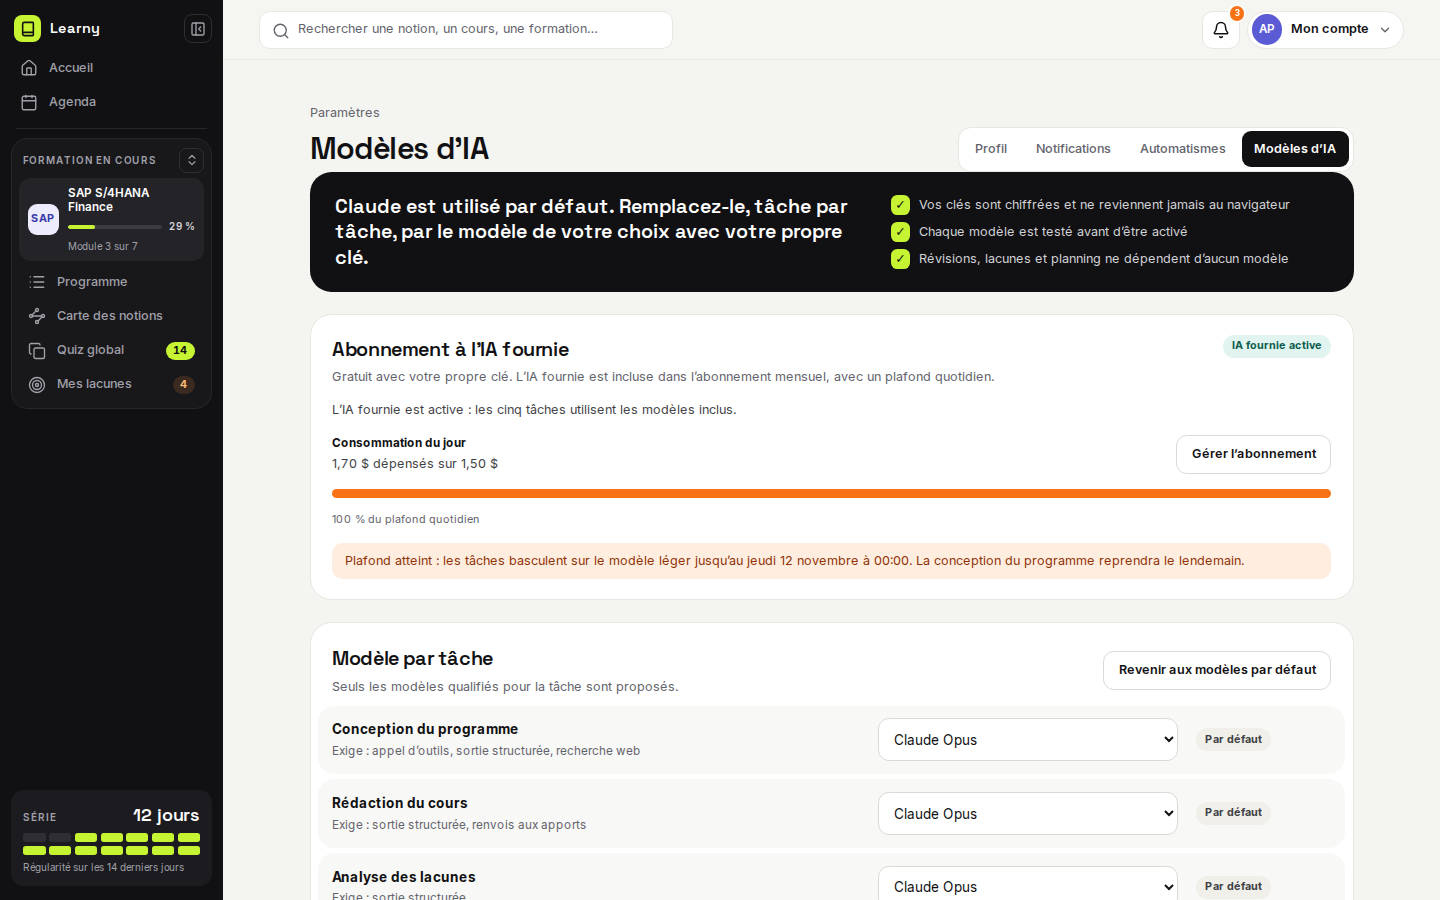 Learny
Accueil
Agenda
FORMATION EN COURS
SAP
SAP S/4HANA
Finance
29 %
Module 3 sur 7
Programme
Carte des notions
Quiz global
14
Mes lacunes
4
SÉRIE
12 jours
Régularité sur les 14 derniers jours
Rechercher une notion, un cours, une formation...
3
AP
Mon compte
Paramètres
Modèles d’IA
Profil
Notifications
Automatismes
Modèles d’IA
Claude est utilisé par défaut. Remplacez-le, tâche par
tâche, par le modèle de votre choix avec votre propre
clé.
✓ Vos clés sont chiffrées et ne reviennent jamais au navigateur
✓ Chaque modèle est testé avant d’être activé
✓ Révisions, lacunes et planning ne dépendent d’aucun modèle
Abonnement à l’IA fournie
IA fournie active
Gratuit avec votre propre clé. L’IA fournie est incluse dans l’abonnement mensuel, avec un plafond quotidien.
L’IA fournie est active : les cinq tâches utilisent les modèles inclus.
Consommation du jour
1,70 $ dépensés sur 1,50 $
Gérer l’abonnement
100 % du plafond quotidien
Plafond atteint : les tâches basculent sur le modèle léger jusqu’au jeudi 12 novembre à 00:00. La conception du programme reprendra le lendemain.
Modèle par tâche
Seuls les modèles qualifiés pour la tâche sont proposés.
Revenir aux modèles par défaut
Conception du programme
Exige : appel d’outils, sortie structurée, recherche web
Claude Opus
Par défaut
Rédaction du cours
Exige : sortie structurée, renvois aux apports
Claude Opus
Par défaut
Analyse des lacunes
Exige : sortie structurée
Claude Opus
Par défaut